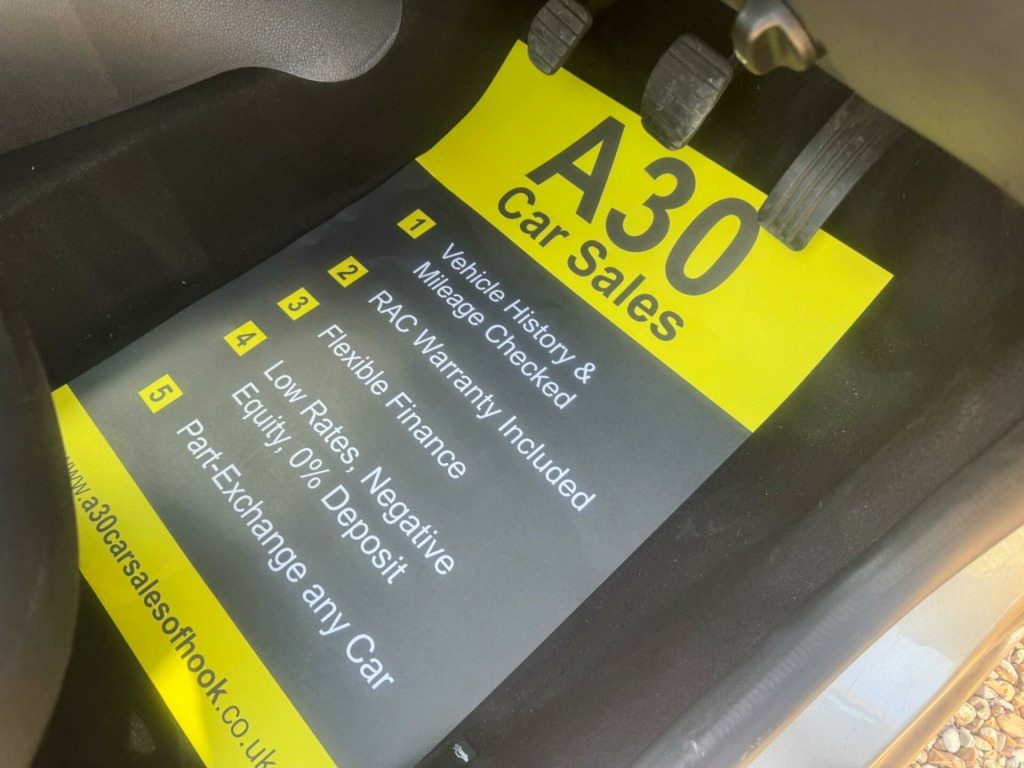 A30
Car Sales
1 Vehicle History &
Mileage Checked
2 RAC Warranty Included
3 Flexible Finance
4 Low Rates, Negative
Equity, 0% Deposit
5 Part-Exchange any Car
www.a30carsalesofhook.co.uk